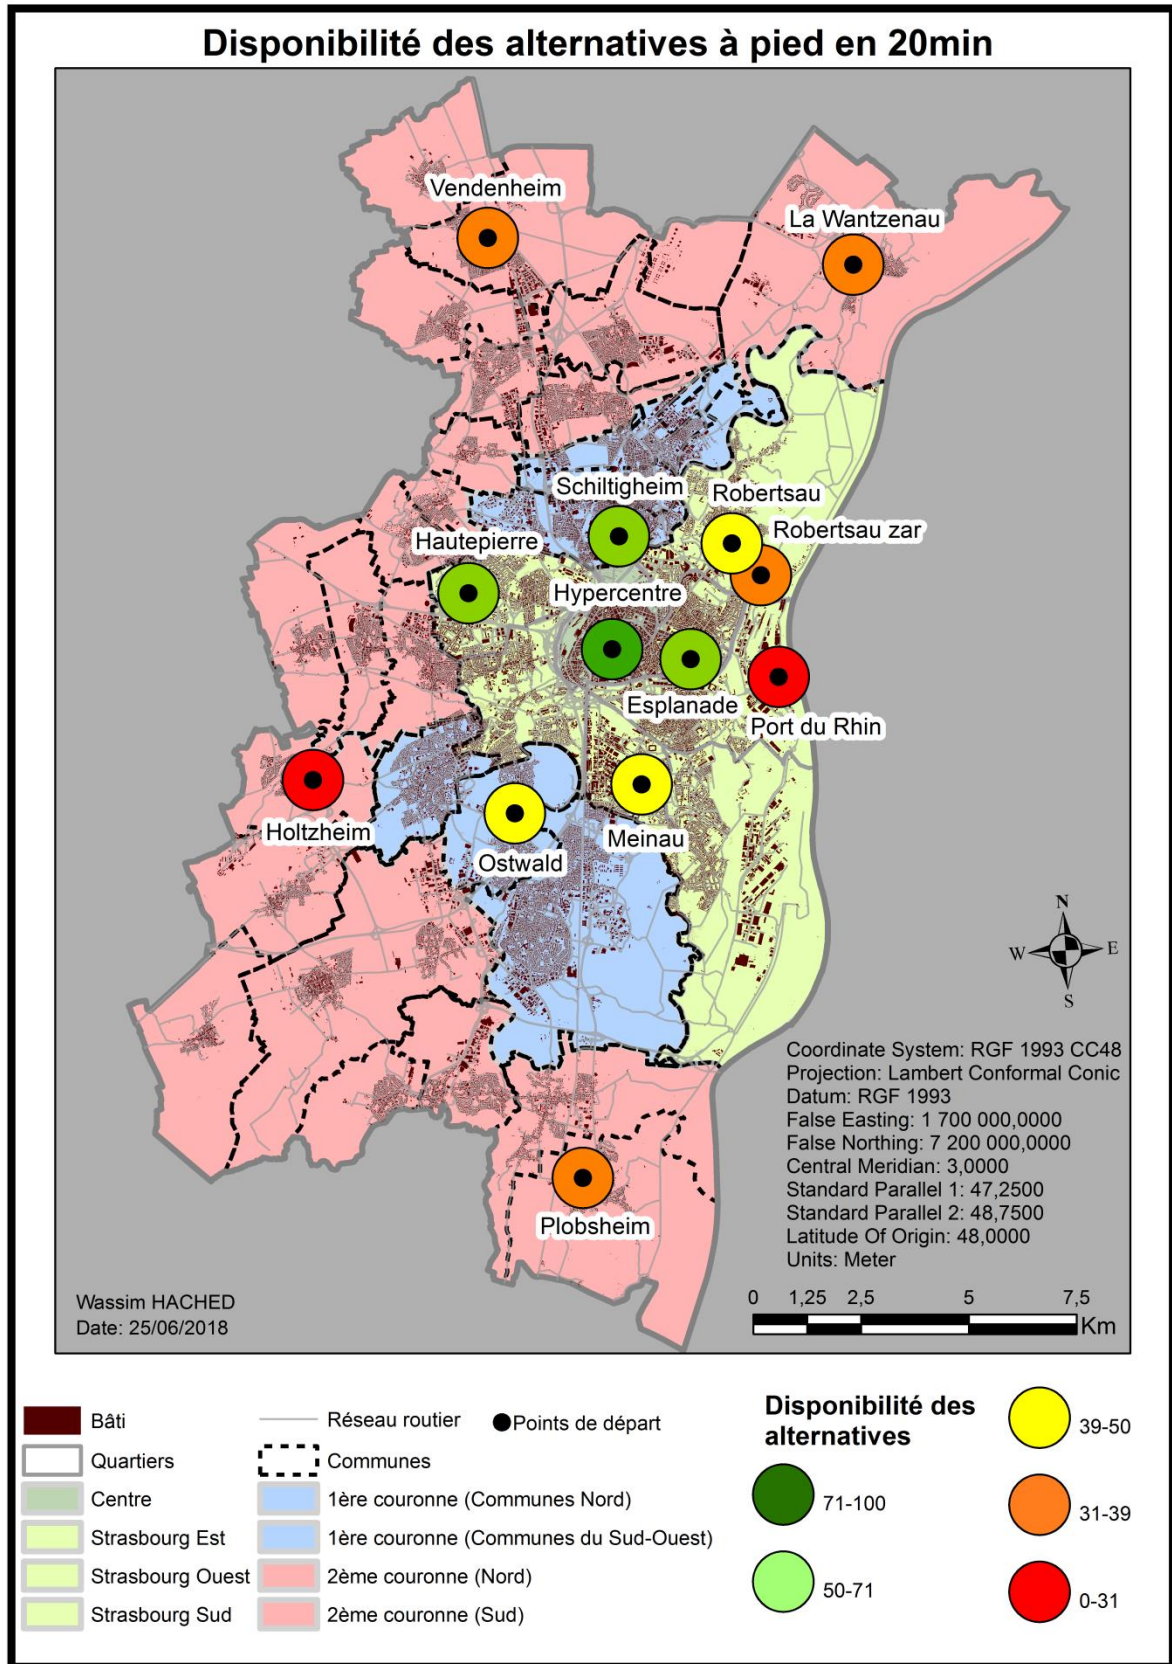 Disponibilité des alternatives à pied en 20min
Vendenheim
La Wantzenau
Schiltigheim
Robertsau
Robertsau zar
Hautepierre
Hypercentre
Esplanade
Port du Rhin
Holtzheim
Ostwald
Meinau
Plobsheim
N
W
E
S
Coordinate System: RGF 1993 CC48
Projection: Lambert Conformal Conic
Datum: RGF 1993
False Easting: 1 700 000,0000
False Northing: 7 200 000,0000
Central Meridian: 3,0000
Standard Parallel 1: 47,2500
Standard Parallel 2: 48,7500
Latitude Of Origin: 48,0000
Units: Meter
Wassim HACHED
Date: 25/06/2018
0 1,25 2,5 5 7,5
Km
Bâti
Quartiers
Centre
Strasbourg Est
Strasbourg Ouest
Strasbourg Sud
Réseau routier
Points de départ
Communes
1ère couronne (Communes Nord)
1ère couronne (Communes du Sud-Ouest)
2ème couronne (Nord)
2ème couronne (Sud)
Disponibilité des
alternatives
71-100
50-71
39-50
31-39
0-31